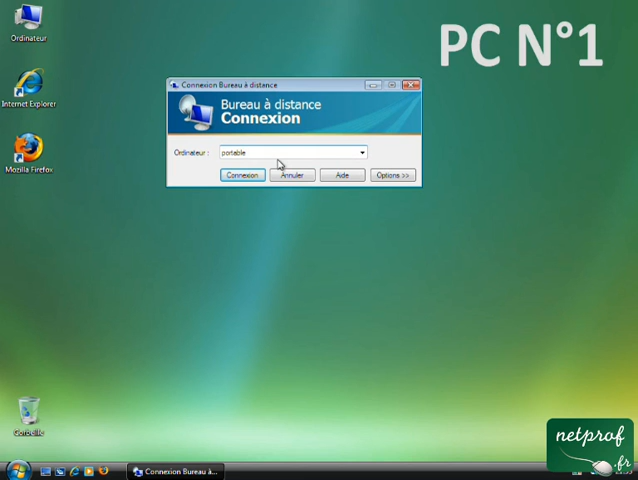 PC N°1
Ordinateur
Internet Explorer
Mozilla Firefox
Corbeille
Connexion Bureau à distance
Bureau à distance
Connexion
Ordinateur :
portable
Connexion
Annuler
Aide
Options >>
Connexion Bureau à...
netprof
.fr